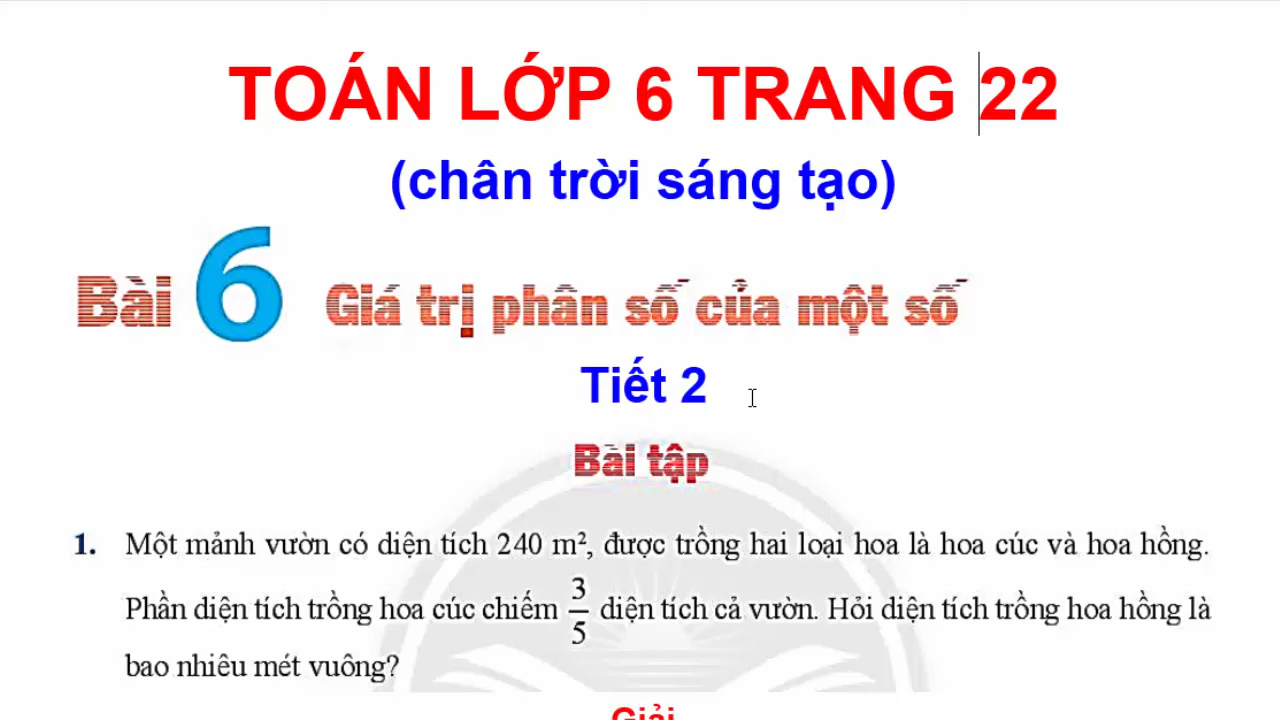 TOÁN LỚP 6 TRANG 22
(chân trời sáng tạo)
Bài 6 Giá trị phân số của một số
Tiết 2
Bài tập
1. Một mảnh vườn có diện tích 240 m², được trồng hai loại hoa là hoa cúc và hoa hồng.
Phần diện tích trồng hoa cúc chiếm 3/5 diện tích cả vườn. Hỏi diện tích trồng hoa hồng là
bao nhiêu mét vuông?
Giải